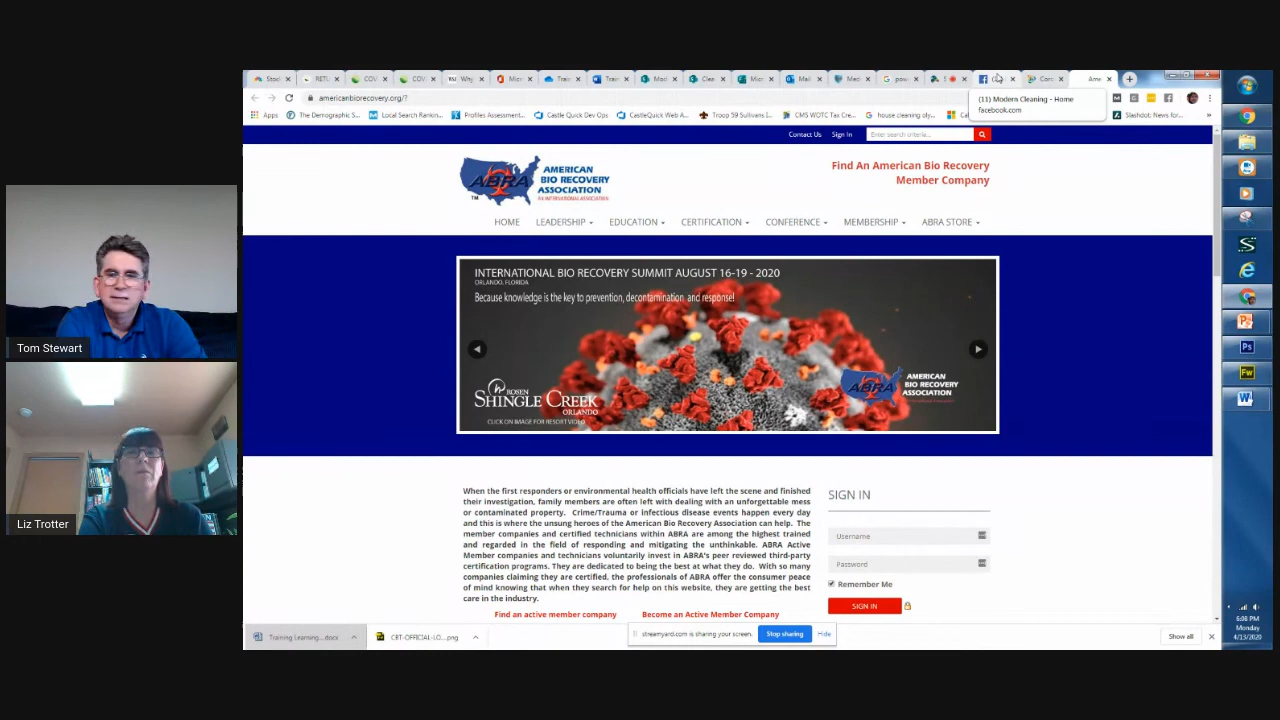 Tom Stewart
Liz Trotter
americanbiorecovery.org/?
(11) Modern Cleaning - Home
facebook.com
Apps
The Demographic S...
Local Search Rankin...
Profiles Assessment...
Castle Quick Dev Ops
CastleQuick Web A...
Troop 59 Sullivans I...
CMS WOTC Tax Cre...
house cleaning
Slashdot: News for...
Contact Us
Sign In
Enter search criteria...
ABRA
TM
AMERICAN
BIO RECOVERY
ASSOCIATION
AN INTERNATIONAL ASSOCIATION
Find An American Bio Recovery
Member Company
HOME
LEADERSHIP
EDUCATION
CERTIFICATION
CONFERENCE
MEMBERSHIP
ABRA STORE
INTERNATIONAL BIO RECOVERY SUMMIT AUGUST 16-19 - 2020
ORLANDO, FLORIDA
Because knowledge is the key to prevention, decontamination and response!
ROSEN
SHINGLE CREEK
ORLANDO
CLICK ON IMAGE FOR RESORT VIDEO
ABRA
AMERICAN
BIO RECOVERY
ASSOCIATION
When the first responders or environmental health officials have left the scene and finished
their investigation, family members are often left with dealing with an unforgettable mess
or contaminated property. Crime/Trauma or infectious disease events happen every day
and this is where the unsung heroes of the American Bio Recovery Association can help. The
member companies and certified technicians within ABRA are among the highest trained
and regarded in the field of responding and mitigating the unthinkable. ABRA Active
Member companies and technicians voluntarily invest in ABRA's peer reviewed third-party
certification programs. They are dedicated to being the best at what they do. With so many
companies claiming they are certified, the professionals of ABRA offer the consumer peace
of mind knowing that when they search for help on this website, they are getting the best
care in the industry.
Find an active member company
Become an Active Member Company
SIGN IN
Username
Password
Remember Me
SIGN IN
Training Learning....docx
CBT-OFFICIAL-LO....png
streamyard.com is sharing your screen.
Stop sharing
Hide
Show all
6:08 PM
Monday
4/13/2020